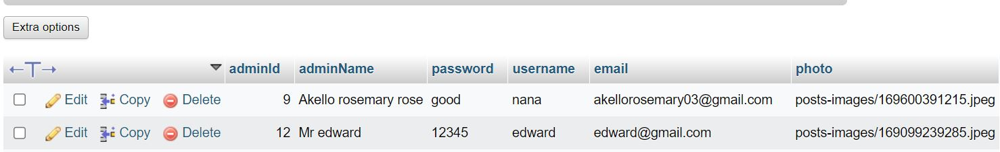 Extra options
adminId adminName password username email photo
Edit Copy Delete 9 Akello rosemary rose good nana akellorosemary03@gmail.com posts-images/169600391215.jpeg
Edit Copy Delete 12 Mr edward 12345 edward edward@gmail.com posts-images/169099239285.jpeg